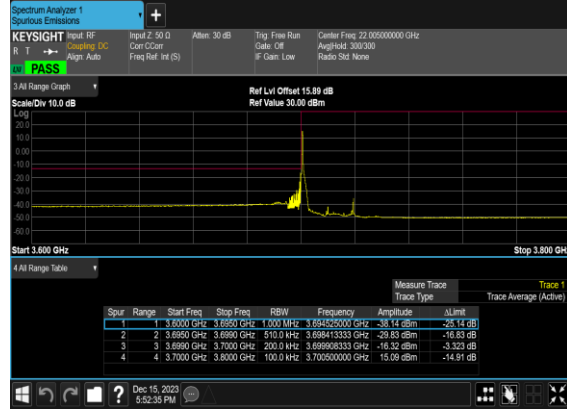 Spectrum Analyzer 1
Spurious Emissions
KEYSIGHT Input: RF Input Z: 50 Ω Atten: 30 dB Trig: Free Run Center Freq: 22.005000000 GHz
R T Coupling: DC Corr CCorr Gate: Off Avg|Hold: 300/300
Align: Auto Freq Ref: Int (S) IF Gain: Low Radio Std: None
PASS
3 All Range Graph
Ref Lvl Offset 15.89 dB
Scale/Div 10.0 dB Ref Value 30.00 dBm
Log
20.0
10.0
0.00
-10.0
-20.0
-30.0
-40.0
-50.0
-60.0
Start 3.600 GHz Stop 3.800 GHz
4 All Range Table
Measure Trace Trace 1
Trace Type Trace Average (Active)
Spur Range Start Freq Stop Freq RBW Frequency Amplitude ΔLimit
1 1 3.6000 GHz 3.6950 GHz 1.000 MHz 3.694525000 GHz -38.14 dBm -25.14 dB
2 2 3.6950 GHz 3.6990 GHz 510.0 kHz 3.698413333 GHz -29.83 dBm -16.83 dB
3 3 3.6990 GHz 3.7000 GHz 200.0 kHz 3.699908333 GHz -16.32 dBm -3.323 dB
4 4 3.7000 GHz 3.8000 GHz 100.0 kHz 3.700500000 GHz 15.09 dBm -14.91 dB
? Dec 15, 2023
5:52:35 PM